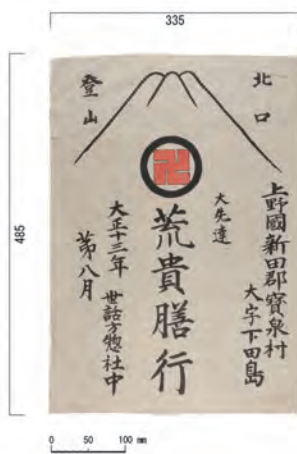 335
485
北口
登山
卍
上野國新田郡寳泉村
大字下田島
大先達
荒貴膳行
世話方惣社中
大正十三年
第八月
0 50 100 mm